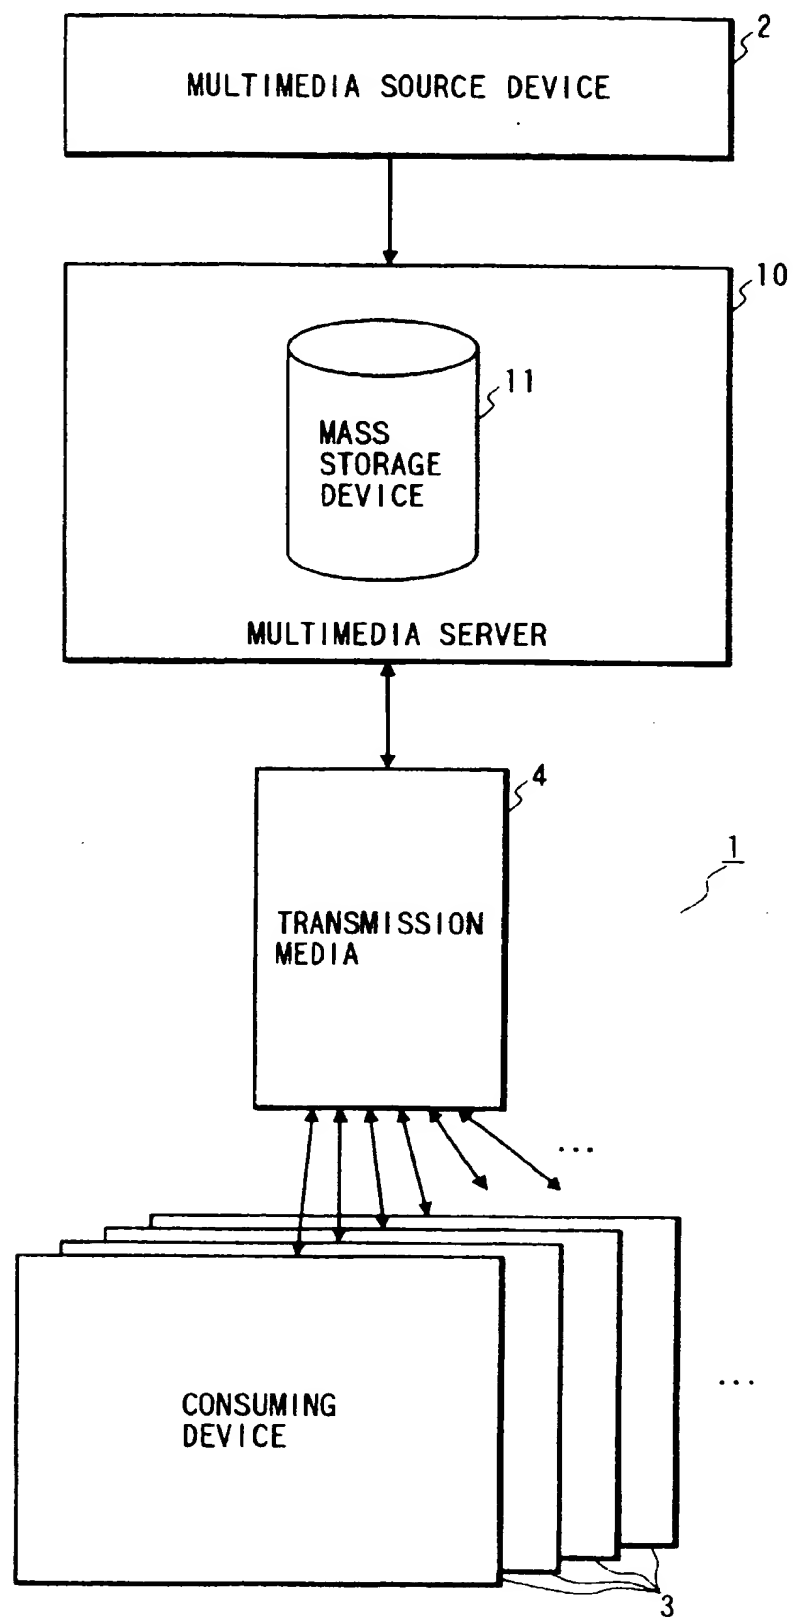 2
MULTIMEDIA SOURCE DEVICE
10
11
MASS
STORAGE
DEVICE
MULTIMEDIA SERVER
4
1
TRANSMISSION
MEDIA
...
...
CONSUMING
DEVICE
3